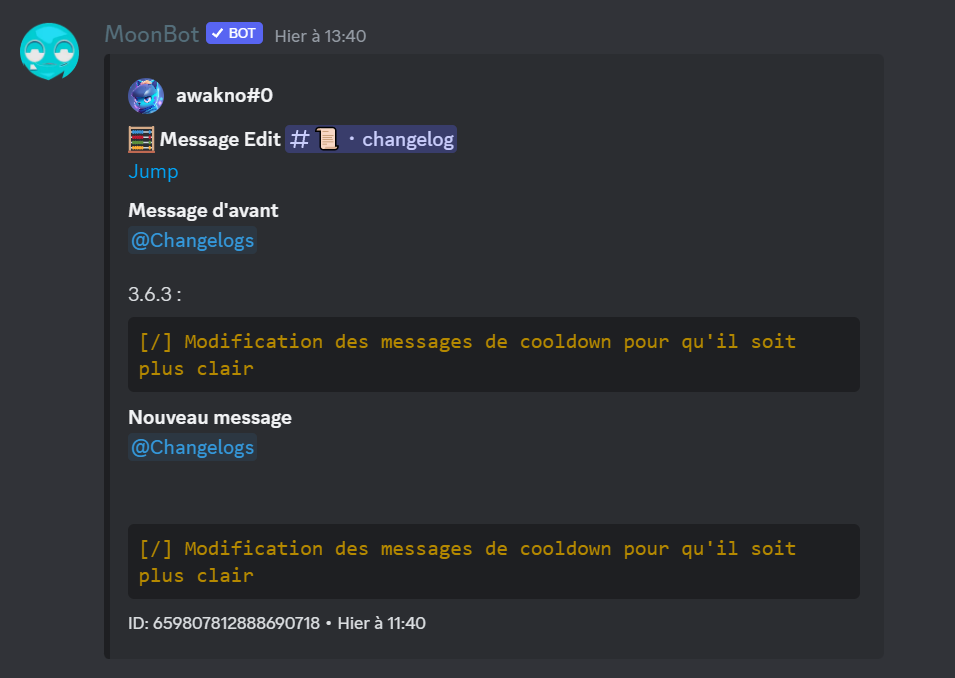 MoonBot ✓ BOT Hier à 13:40
awakno#0
🧮 Message Edit # 📜 · changelog
Jump
Message d'avant
@Changelogs
3.6.3 :
[/] Modification des messages de cooldown pour qu'il soit
plus clair
Nouveau message
@Changelogs
[/] Modification des messages de cooldown pour qu'il soit
plus clair
ID: 659807812888690718 • Hier à 11:40